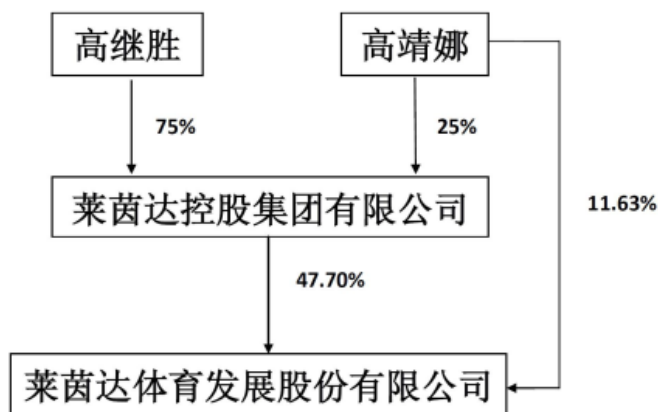 高继胜
高靖娜
75%
25%
莱茵达控股集团有限公司
11.63%
47.70%
莱茵达体育发展股份有限公司